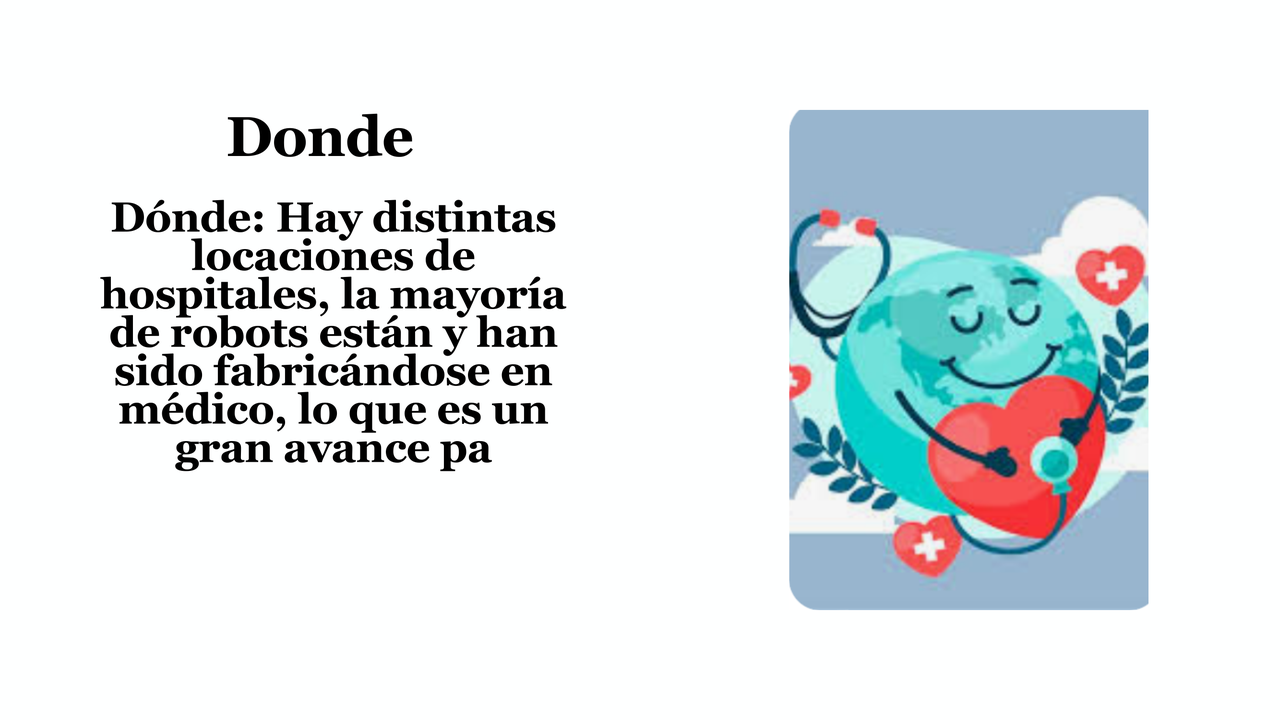 Donde
Dónde: Hay distintas
locaciones de
hospitales, la mayoría
de robots están y han
sido fabricándose en
médico, lo que es un
gran avance pa